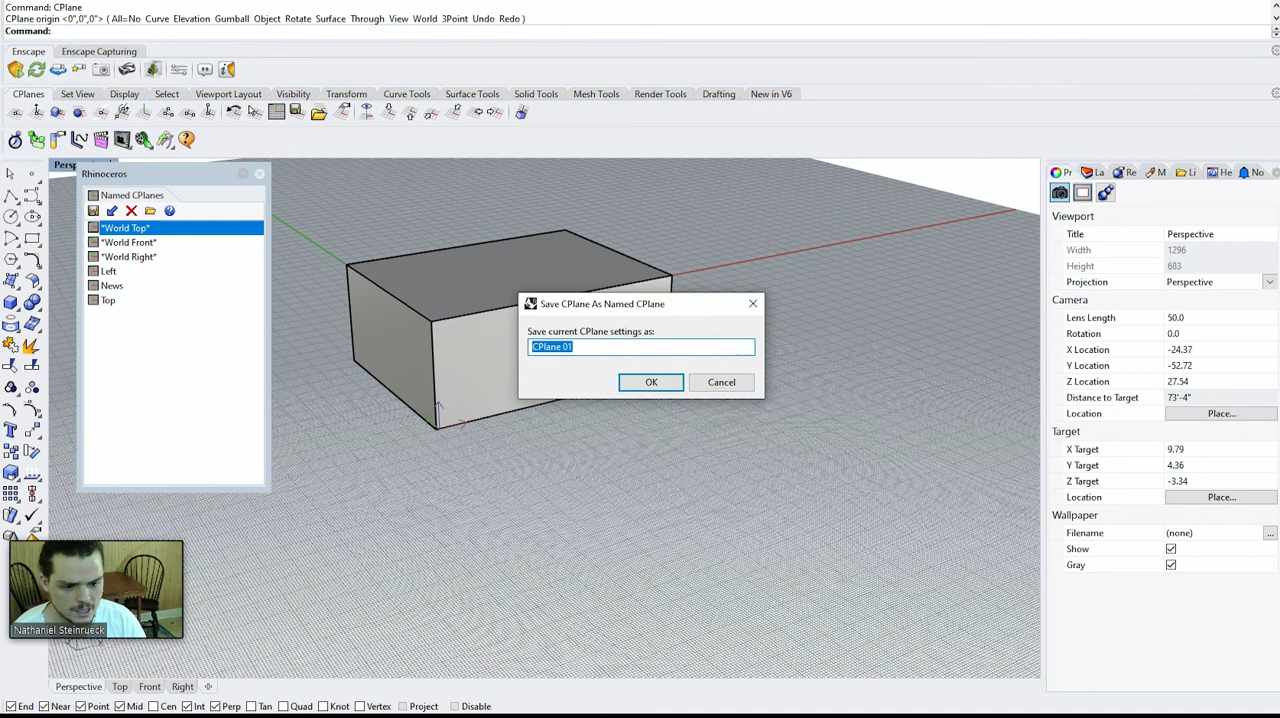 Command: CPlane
CPlane origin <0",0",0"> ( All=No Curve Elevation Gumball Object Rotate Surface Through View World 3Point Undo Redo )
Command:
Enscape Enscape Capturing
CPlanes Set View Display Select Viewport Layout Visibility Transform Curve Tools Surface Tools Solid Tools Mesh Tools Render Tools Drafting New in V6
Persp
Rhinoceros
Named CPlanes
*World Top*
*World Front*
*World Right*
Left
News
Top
Save CPlane As Named CPlane
Save current CPlane settings as:
CPlane 01
OK Cancel
Pr La Re M Li He No
Viewport
Title Perspective
Width 1296
Height 683
Projection Perspective
Camera
Lens Length 50.0
Rotation 0.0
X Location -24.37
Y Location -52.72
Z Location 27.54
Distance to Target 73'-4"
Location Place...
Target
X Target 9.79
Y Target 4.36
Z Target -3.34
Location Place...
Wallpaper
Filename (none) ...
Show
Gray
Nathaniel Steinrueck
Perspective Top Front Right
End Near Point Mid Cen Int Perp Tan Quad Knot Vertex Project Disable